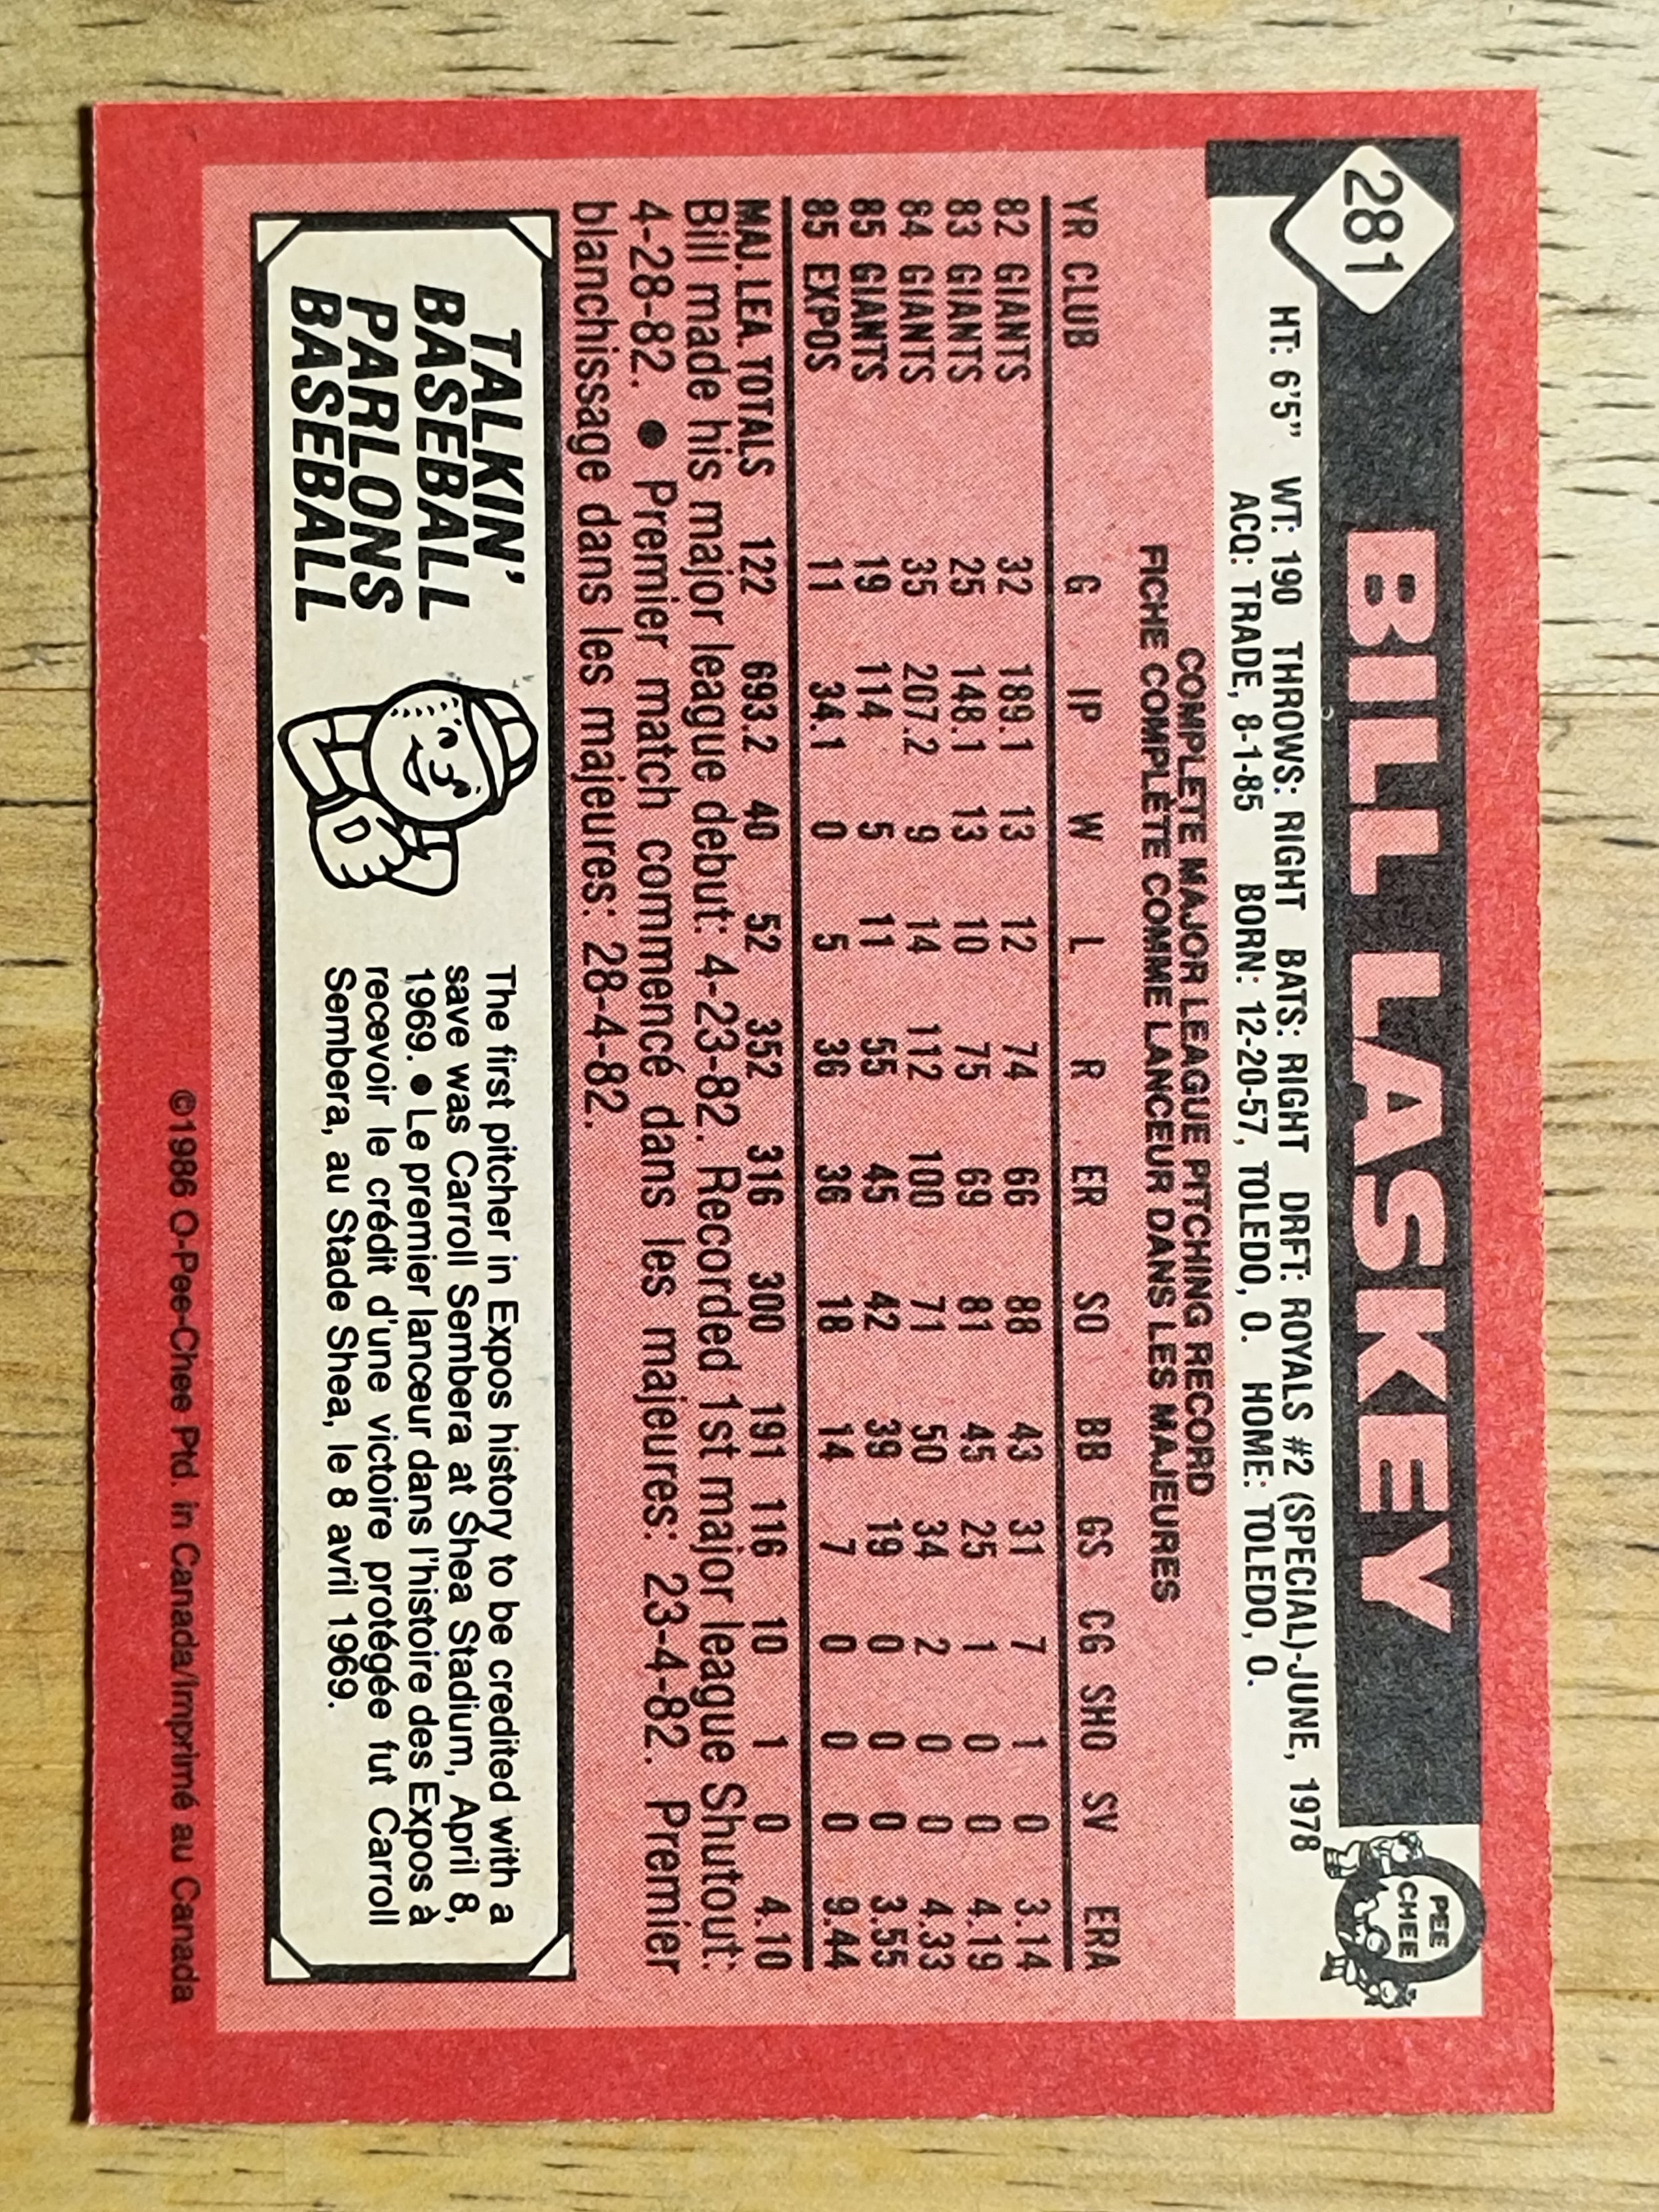 281
BILL LASKEY
O
PEE
CHEE
HT: 6'5" WT: 190 THROWS: RIGHT BATS: RIGHT DRFT: ROYALS #2 (SPECIAL)-JUNE, 1978
ACQ: TRADE, 8-1-85 BORN: 12-20-57, TOLEDO, O. HOME: TOLEDO, O.
COMPLETE MAJOR LEAGUE PITCHING RECORD
FICHE COMPLÈTE COMME LANCEUR DANS LES MAJEURES
YR CLUB G IP W L R ER SO BB GS CG SHO SV ERA
82 GIANTS 32 189.1 13 12 74 66 88 43 31 7 1 0 3.14
83 GIANTS 25 148.1 13 10 75 69 81 45 25 1 0 0 4.19
84 GIANTS 35 207.2 9 14 112 100 71 50 34 2 0 0 4.33
85 GIANTS 19 114 5 11 55 45 42 39 19 0 0 0 3.55
85 EXPOS 11 34.1 0 5 36 36 18 14 7 0 0 0 9.44
MAJ. LEA. TOTALS 122 693.2 40 52 352 316 300 191 116 10 1 0 4.10
Bill made his major league debut: 4-23-82. Recorded 1st major league Shutout:
4-28-82. ● Premier match commencé dans les majeures: 23-4-82. Premier
blanchissage dans les majeures: 28-4-82.
TALKIN'
BASEBALL
PARLONS
BASEBALL
The first pitcher in Expos history to be credited with a
save was Carroll Sembera at Shea Stadium, April 8,
1969. ● Le premier lanceur dans l'histoire des Expos à
recevoir le crédit d'une victoire protégée fut Carroll
Sembera, au Stade Shea, le 8 avril 1969.
©1986 O-Pee-Chee Ptd. in Canada/Imprimé au Canada